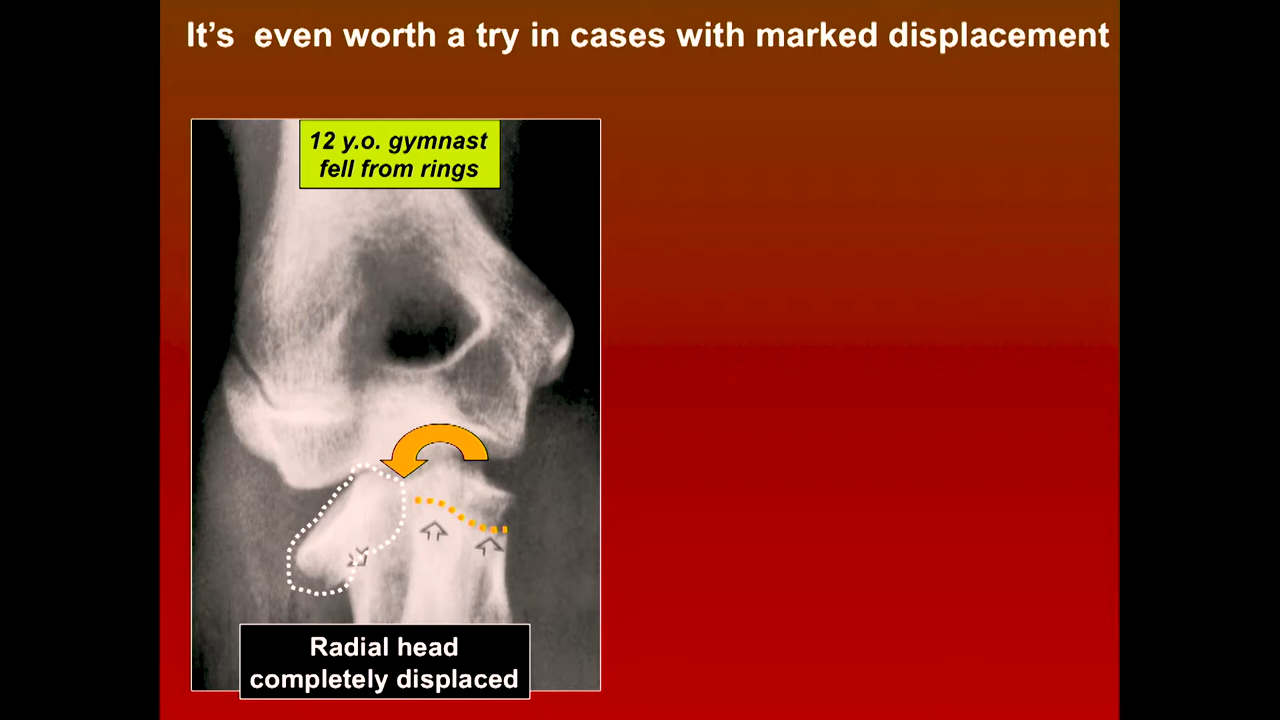 It's  even worth a try in cases with marked displacement
12 y.o. gymnast
fell from rings
Radial head
completely displaced